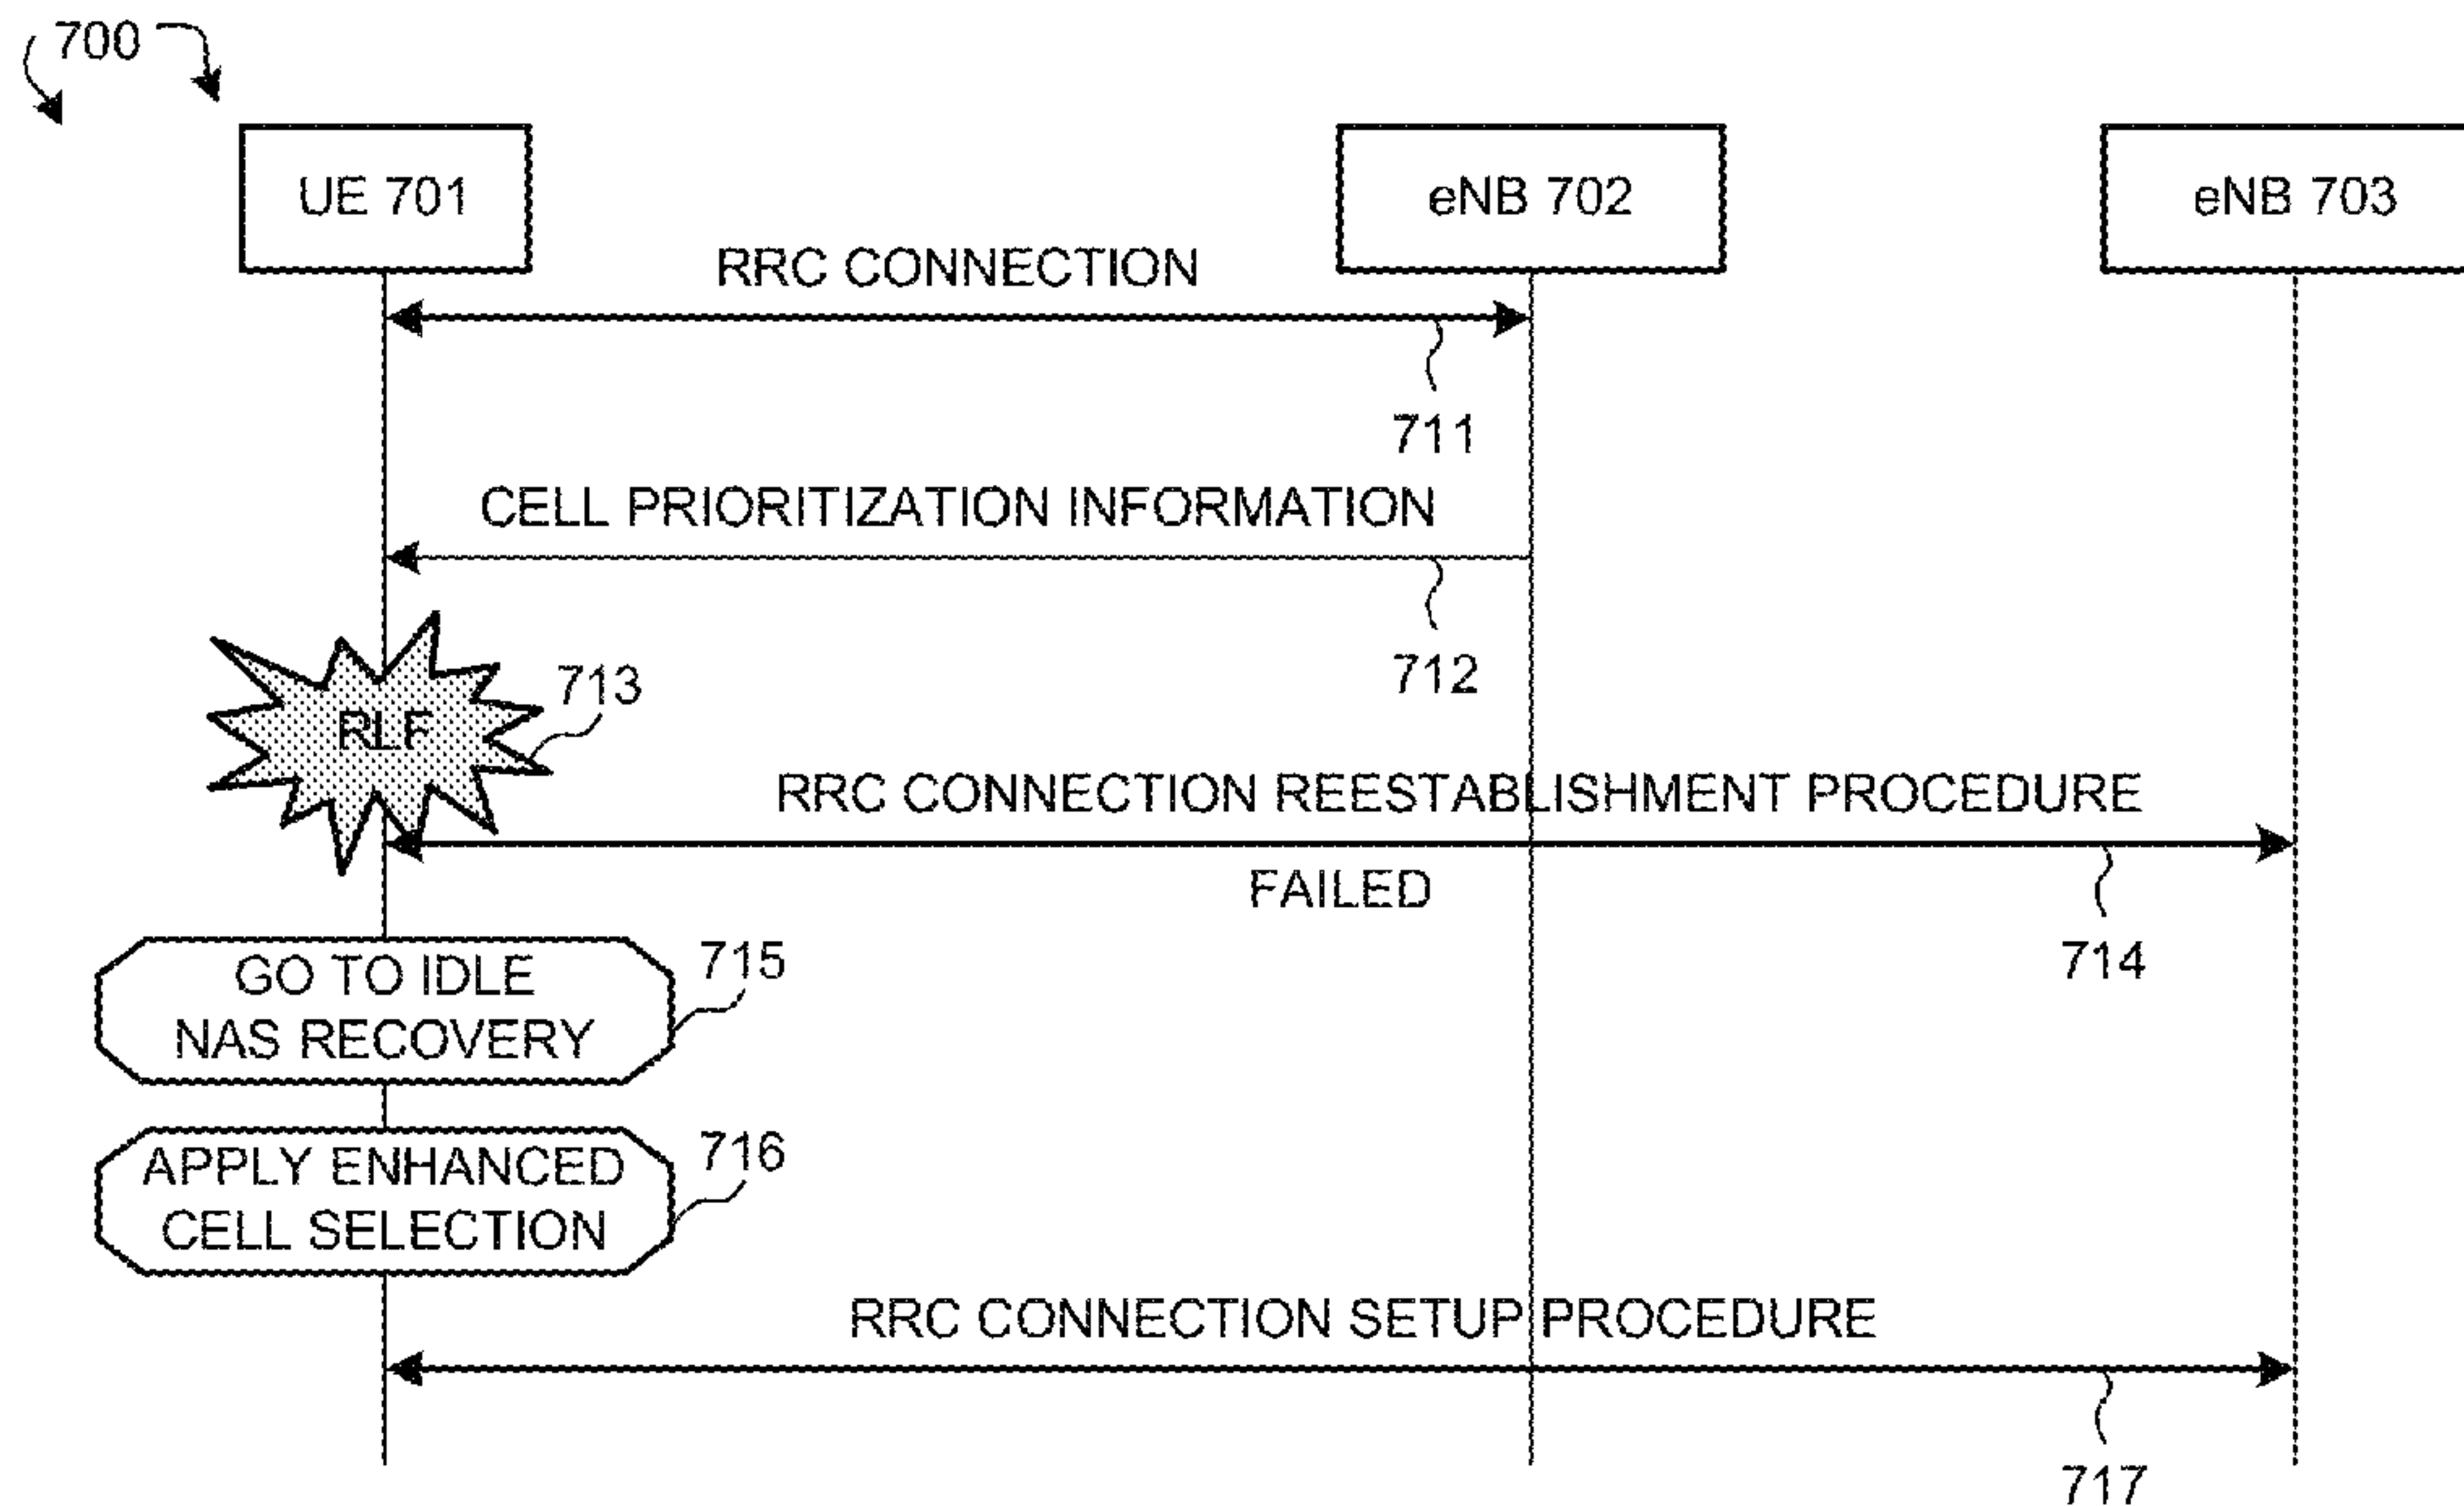 700
UE 701
eNB 702
eNB 703
RRC CONNECTION
711
CELL PRIORITIZATION INFORMATION
712
RLF
713
RRC CONNECTION REESTABLISHMENT PROCEDURE
FAILED
714
GO TO IDLE
NAS RECOVERY
715
APPLY ENHANCED
CELL SELECTION
716
RRC CONNECTION SETUP PROCEDURE
717